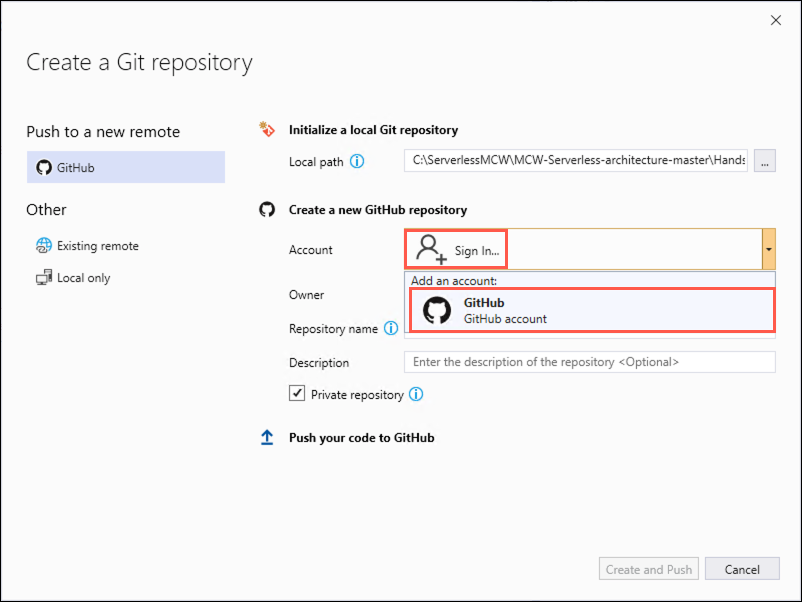 Create a Git repository
Push to a new remote
GitHub
Other
Existing remote
Local only
Initialize a local Git repository
Local path
C:\ServerlessMCW\MCW-Serverless-architecture-master\Hands
...
Create a new GitHub repository
Account
Sign In...
Add an account:
GitHub
GitHub account
Owner
Repository name
Description
Enter the description of the repository <Optional>
Private repository
Push your code to GitHub
Create and Push
Cancel